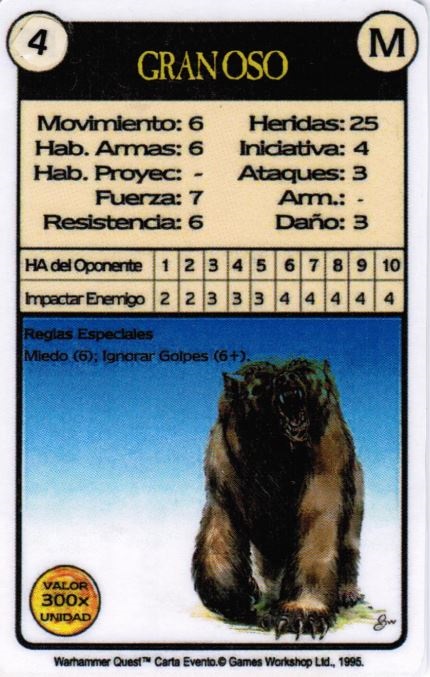 4
M
GRAN OSO
Movimiento: 6 Heridas: 25
Hab. Armas: 6 Iniciativa: 4
Hab. Proyec: - Ataques: 3
Fuerza: 7 Arm.: -
Resistencia: 6 Daño: 3
HA del Oponente 1 2 3 4 5 6 7 8 9 10
Impactar Enemigo 2 2 3 3 3 4 4 4 4 4
Reglas Especiales
Miedo (6); Ignorar Golpes (6+).
VALOR
300x
UNIDAD
Warhammer Quest™ Carta Evento.© Games Workshop Ltd., 1995.